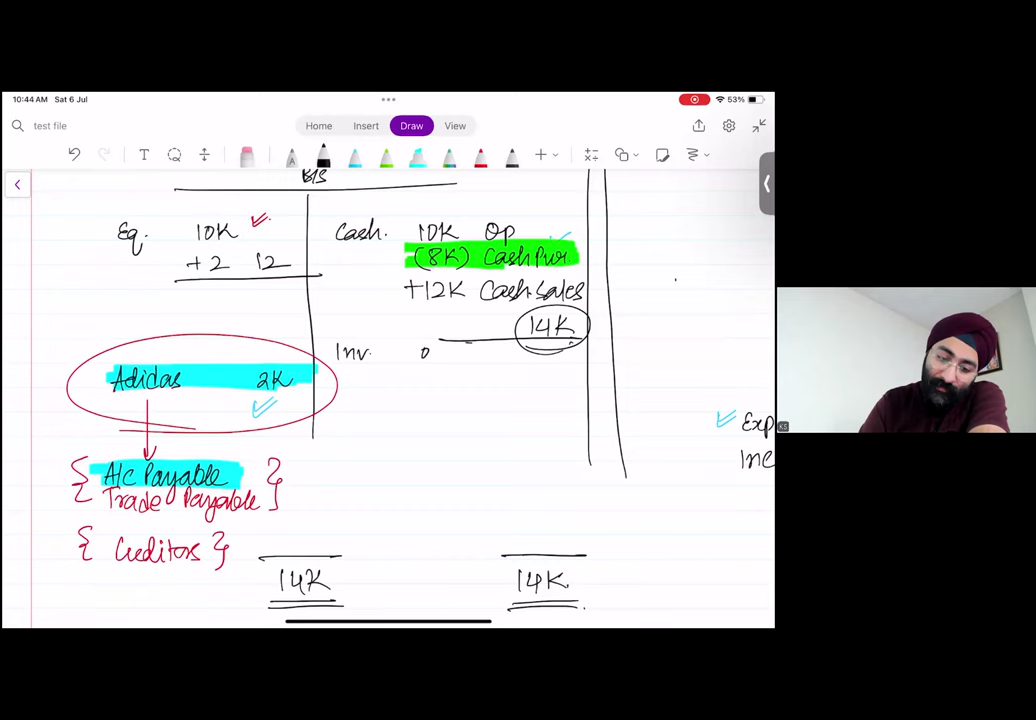 10:44 AM Sat 6 Jul
53%
test file
Home Insert Draw View
B/S
Eq. 10K
+2 12
Cash. 10K Op
(8K) Cash Pur
+12K Cash Sales
14K
Inv. 0
Adidas 2K
A/c Payable
Trade Payable
Creditors
14K 14K
Exp
Inc
KS